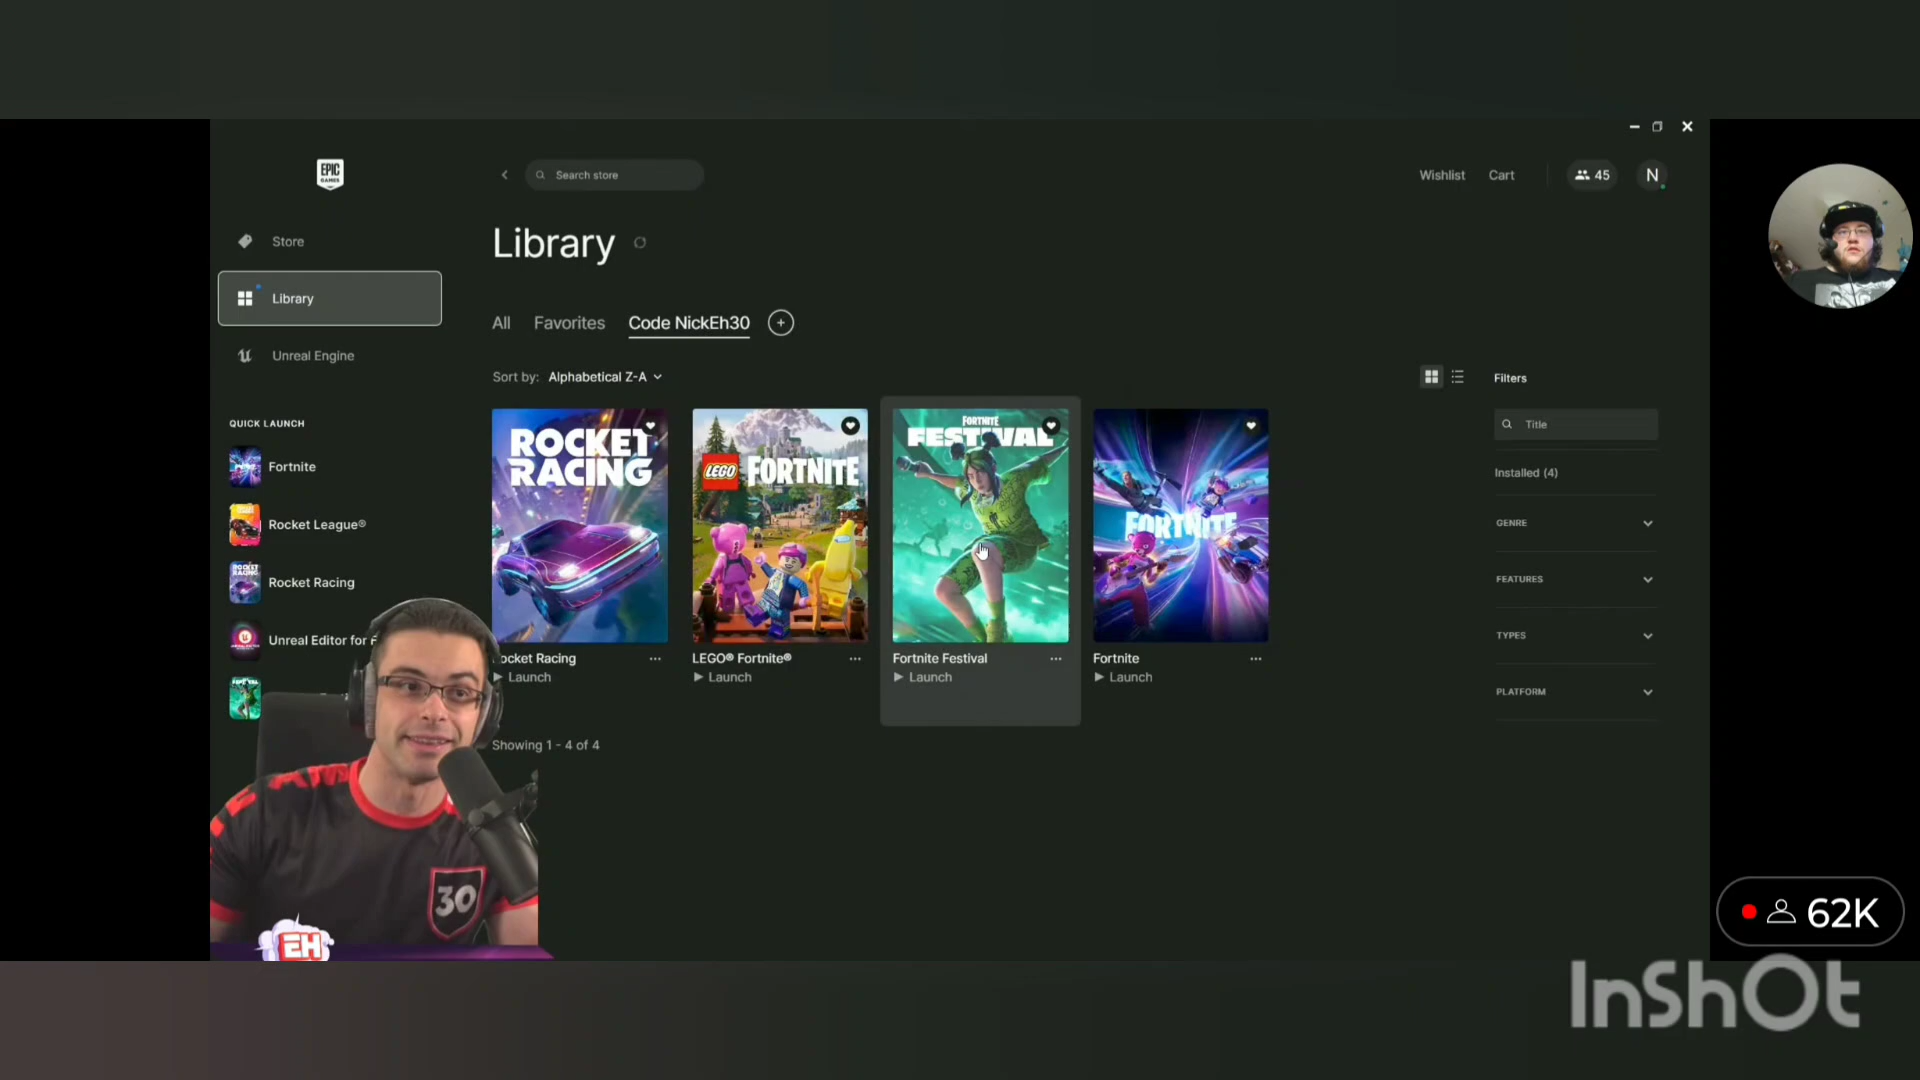 EPIC
GAMES
Search store
Wishlist
Cart
45
N
Store
Library
Unreal Engine
Library
All
Favorites
Code NickEh30
Sort by: Alphabetical Z-A
Filters
Title
Installed (4)
GENRE
FEATURES
TYPES
PLATFORM
QUICK LAUNCH
Fortnite
Rocket League®
ROCKET
RACING
Rocket Racing
Unreal Editor for F
ROCKET
RACING
LEGO FORTNITE
FORTNITE
FESTIVAL
FORTNITE
ocket Racing
Launch
LEGO® Fortnite®
Launch
Fortnite Festival
Launch
Fortnite
Launch
Showing 1 - 4 of 4
30
EH
62K
InShOt